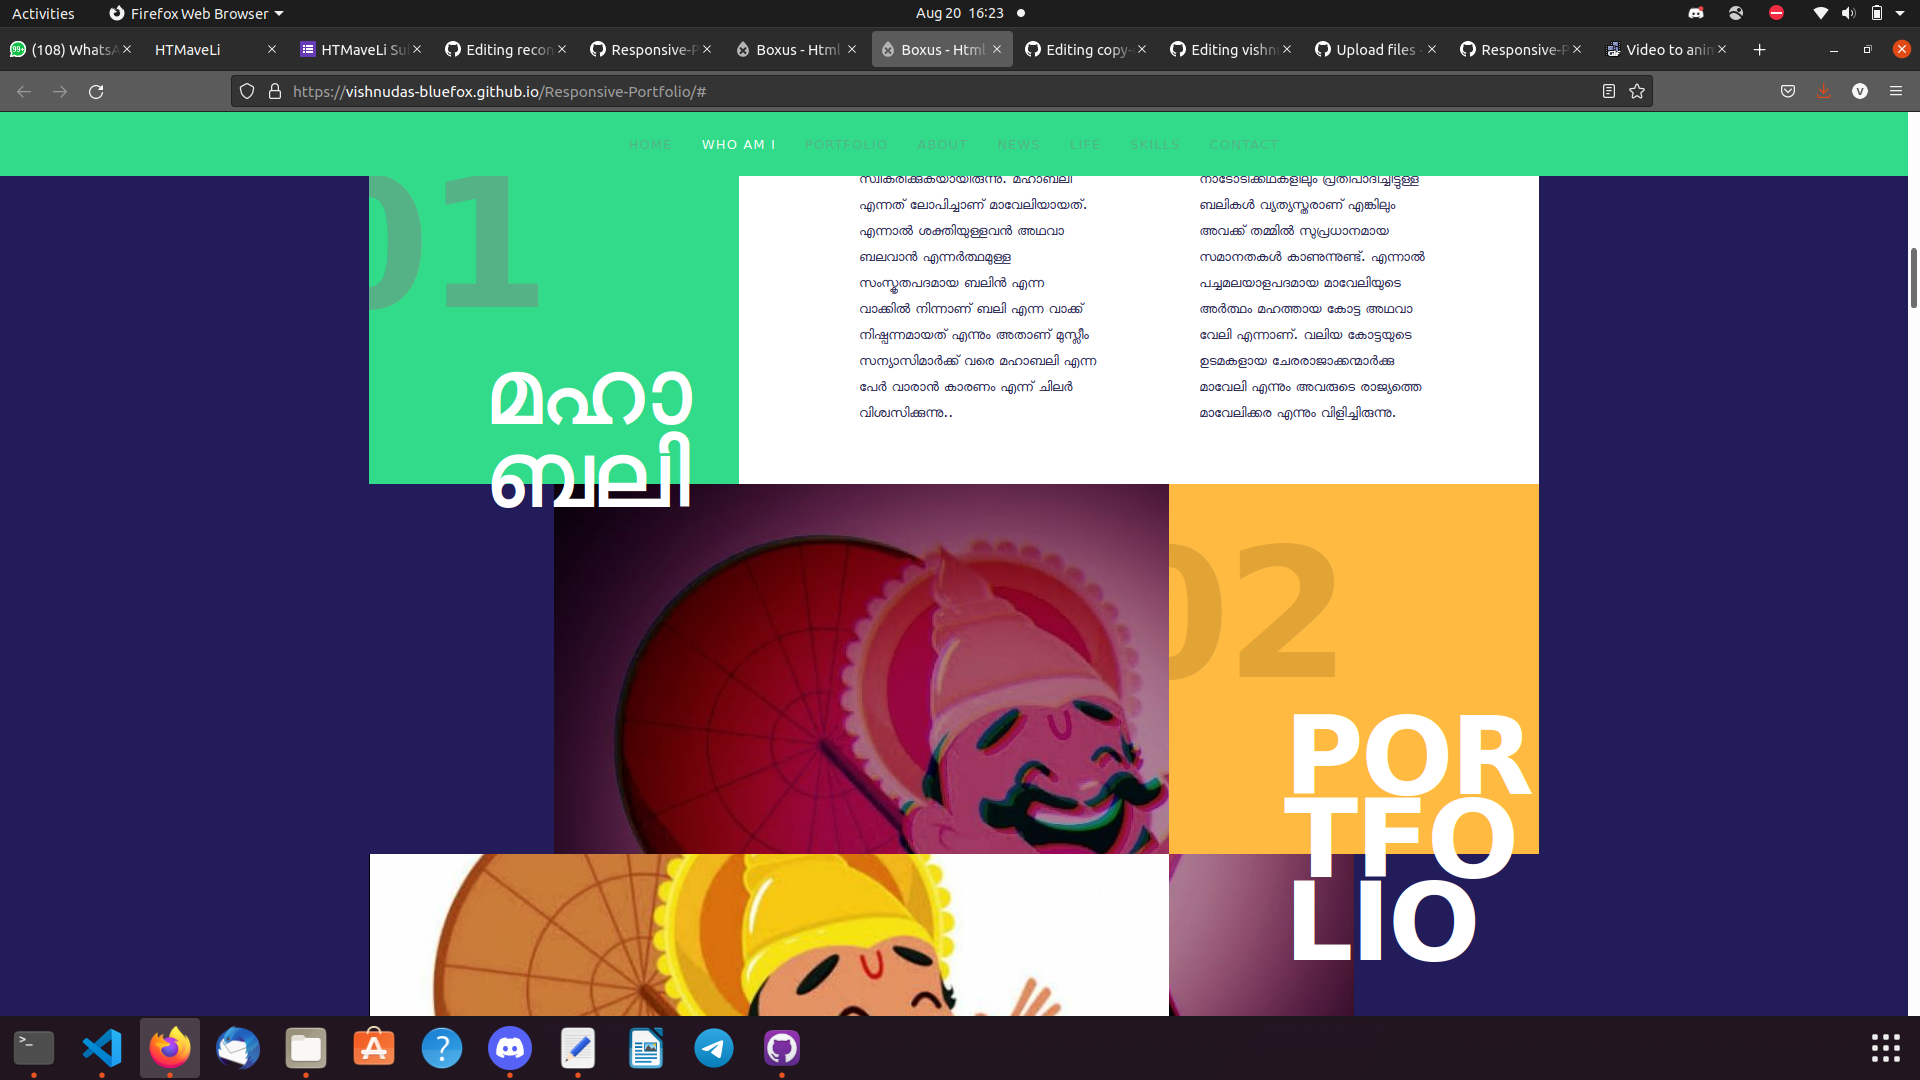 Activities
Firefox Web Browser
Aug 20 16:23
(108) WhatsA
HTMaveLi
HTMaveLi Su
Editing recon
Responsive-P
Boxus - Html
Boxus - Html
Editing copy-
Editing vishn
Upload files
Responsive-P
Video to anim
https://vishnudas-bluefox.github.io/Responsive-Portfolio/#
HOME
WHO AM I
PORTFOLIO
ABOUT
NEWS
LIFE
SKILLS
CONTACT
01
മഹാ
ബലി
സ്വീകരിക്കുകയായിരുന്നു. മഹാബലി
എന്നത് ലോപിച്ചാണ് മാവേലിയായത്.
എന്നാൽ ശക്തിയുള്ളവൻ അഥവാ
ബലവാൻ എന്നർത്ഥമുള്ള
സംസ്കൃതപദമായ ബലിൻ എന്ന
വാക്കിൽ നിന്നാണ് ബലി എന്ന വാക്ക്
നിഷ്പന്നമായത് എന്നും അതാണ് മുസ്ലീം
സന്യാസിമാർക്ക് വരെ മഹാബലി എന്ന
പേർ വാരാൻ കാരണം എന്ന് ചിലർ
വിശ്വസിക്കുന്നു..
നാടോടിക്കഥകളിലും പ്രതിപാദിച്ചിട്ടുള്ള
ബലികൾ വ്യത്യസ്തരാണ് എങ്കിലും
അവക്ക് തമ്മിൽ സുപ്രധാനമായ
സമാനതകൾ കാണുന്നുണ്ട്. എന്നാൽ
പച്ചമലയാളപദമായ മാവേലിയുടെ
അർത്ഥം മഹത്തായ കോട്ട അഥവാ
വേലി എന്നാണ്. വലിയ കോട്ടയുടെ
ഉടമകളായ ചേരരാജാക്കന്മാർക്കു
മാവേലി എന്നും അവരുടെ രാജ്യത്തെ
മാവേലിക്കര എന്നും വിളിച്ചിരുന്നു.
02
POR
TFO
LIO